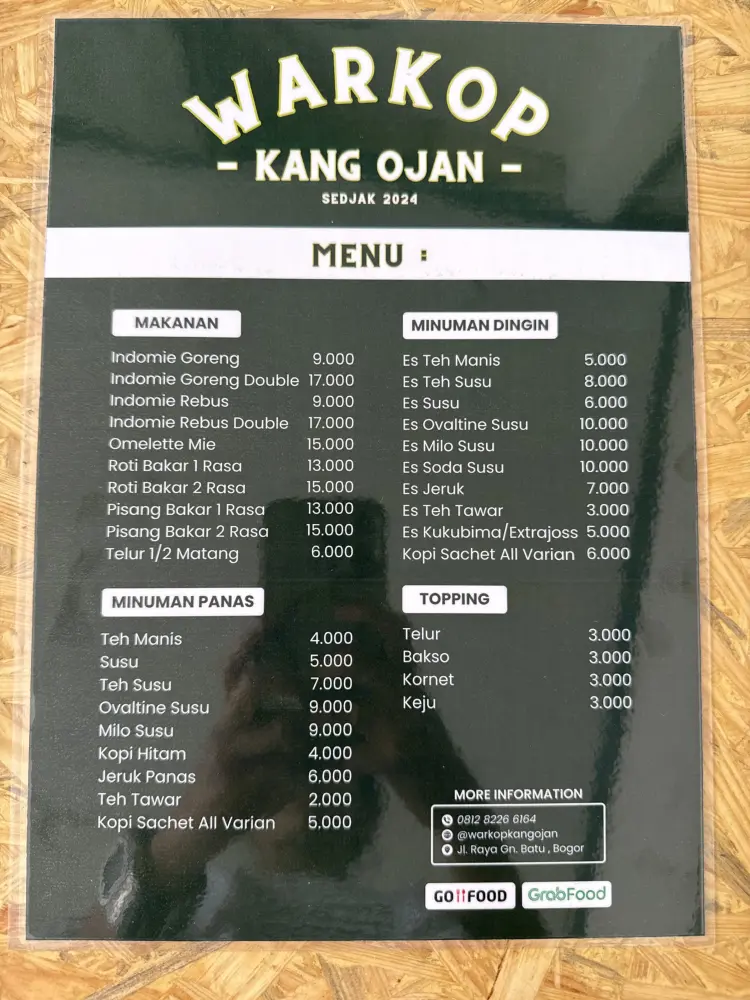 WARKOP
- KANG OJAN -
SEDJAK 2024
MENU :
MAKANAN
Indomie Goreng 9.000
Indomie Goreng Double 17.000
Indomie Rebus 9.000
Indomie Rebus Double 17.000
Omelette Mie 15.000
Roti Bakar 1 Rasa 13.000
Roti Bakar 2 Rasa 15.000
Pisang Bakar 1 Rasa 13.000
Pisang Bakar 2 Rasa 15.000
Telur 1/2 Matang 6.000
MINUMAN PANAS
Teh Manis 4.000
Susu 5.000
Teh Susu 7.000
Ovaltine Susu 9.000
Milo Susu 9.000
Kopi Hitam 4.000
Jeruk Panas 6.000
Teh Tawar 2.000
Kopi Sachet All Varian 5.000
MINUMAN DINGIN
Es Teh Manis 5.000
Es Teh Susu 8.000
Es Susu 6.000
Es Ovaltine Susu 10.000
Es Milo Susu 10.000
Es Soda Susu 10.000
Es Jeruk 7.000
Es Teh Tawar 3.000
Es Kukubima/Extrajoss 5.000
Kopi Sachet All Varian 6.000
TOPPING
Telur 3.000
Bakso 3.000
Kornet 3.000
Keju 3.000
MORE INFORMATION
0812 8226 6164
@warkopkangojan
Jl. Raya Gn. Batu , Bogor
GO FOOD GrabFood